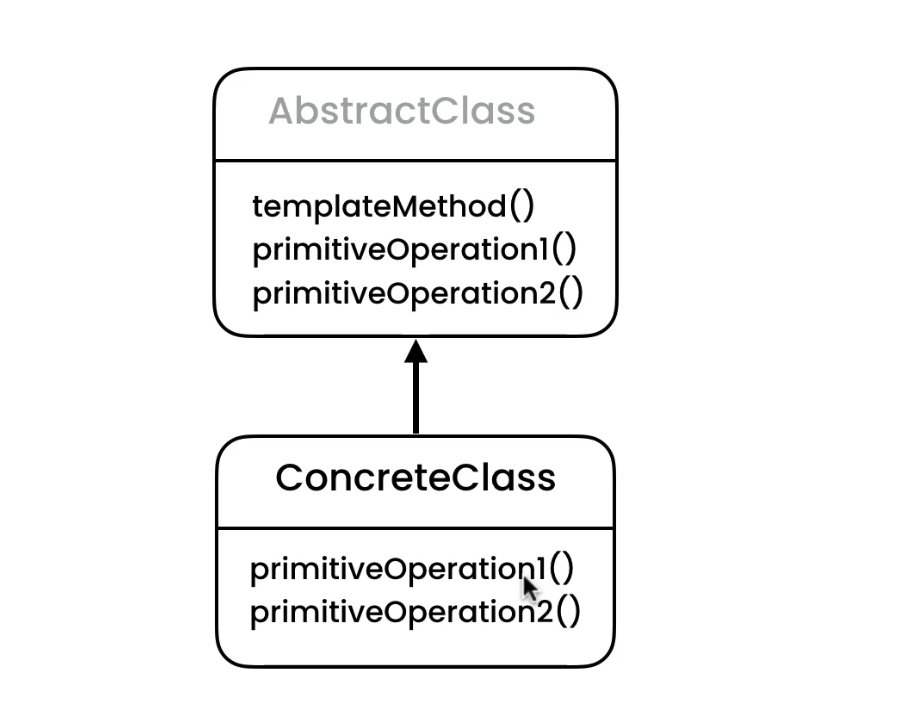 AbstractClass
templateMethod()
primitiveOperation1()
primitiveOperation2()
ConcreteClass
primitiveOperation1()
primitiveOperation2()